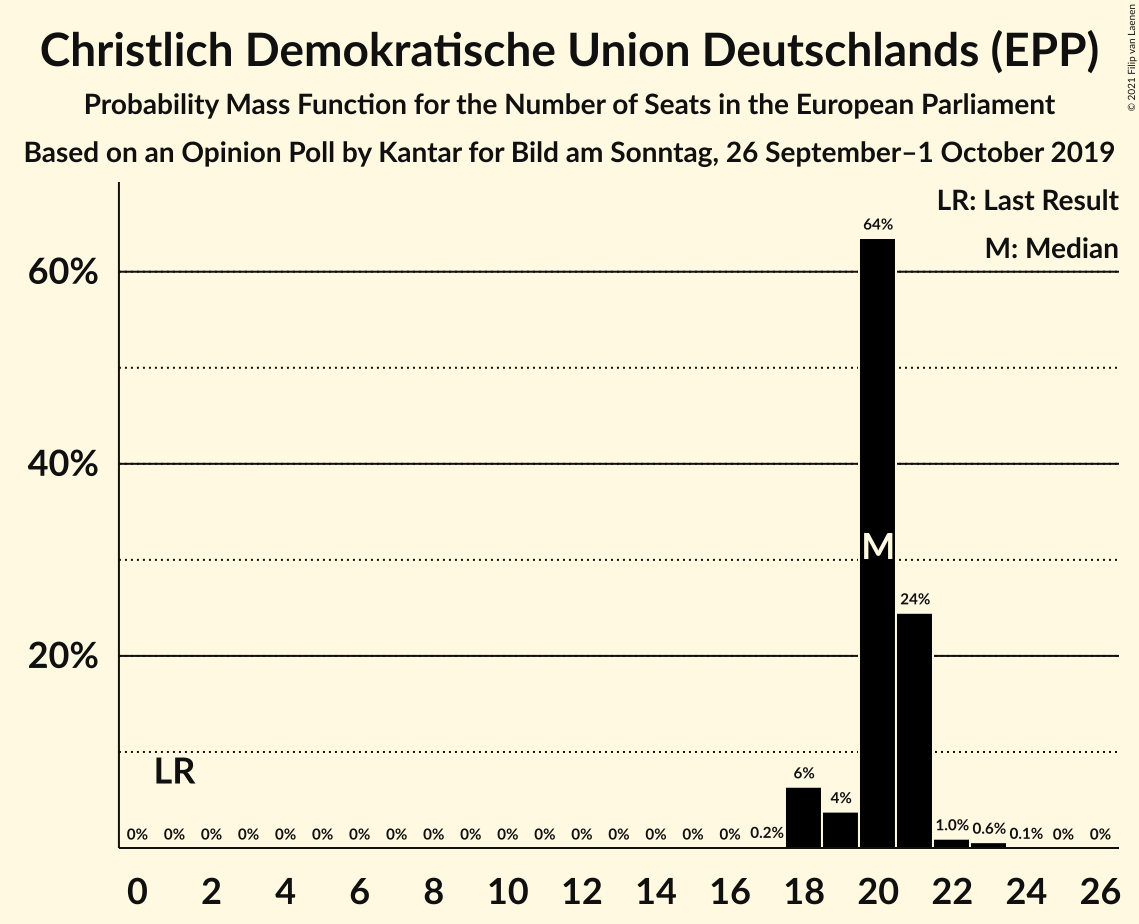 Christlich Demokratische Union Deutschlands (EPP)
Probability Mass Function for the Number of Seats in the European Parliament
Based on an Opinion Poll by Kantar for Bild am Sonntag, 26 September–1 October 2019
© 2021 Filip van Laenen
LR: Last Result
M: Median
60%
40%
20%
64%
M
24%
LR
6%
4%
0% 0% 0% 0% 0% 0% 0% 0% 0% 0% 0% 0% 0% 0% 0% 0% 0% 0.2% 1.0% 0.6% 0.1% 0% 0%
0 2 4 6 8 10 12 14 16 18 20 22 24 26